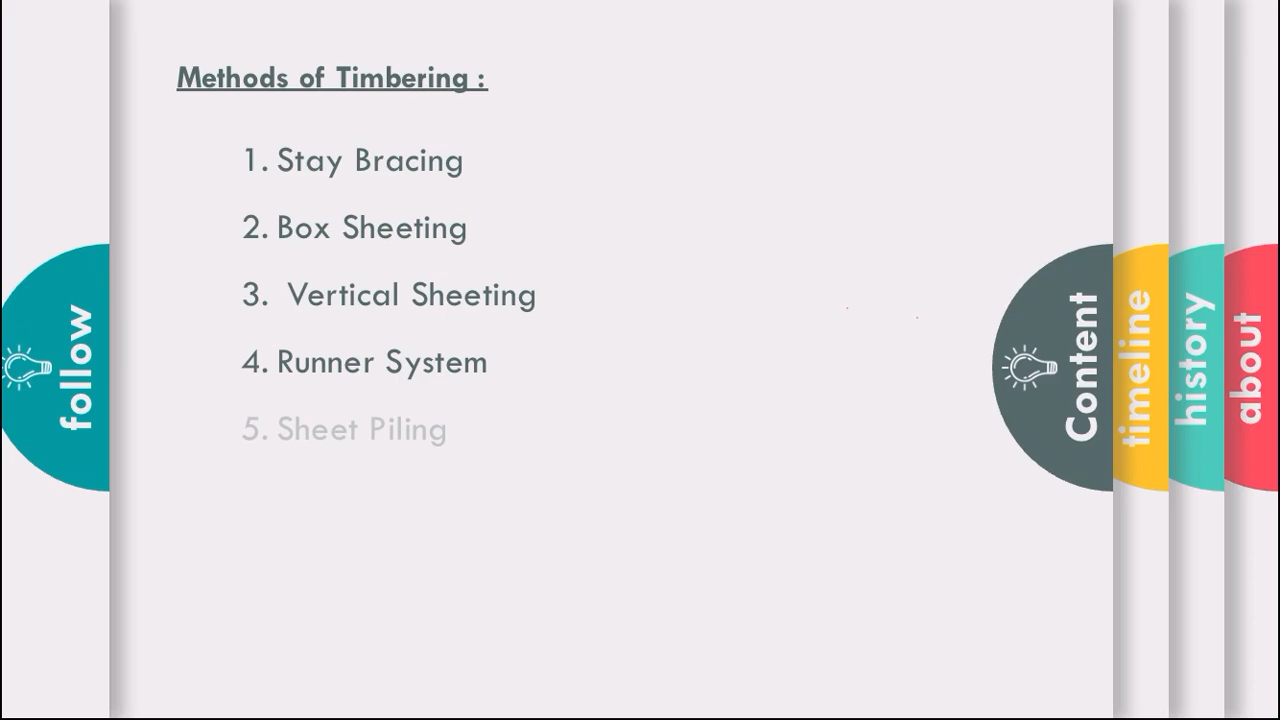 Methods of Timbering :
1. Stay Bracing
2. Box Sheeting
3. Vertical Sheeting
4. Runner System
5. Sheet Piling
follow
Content
timeline
history
about